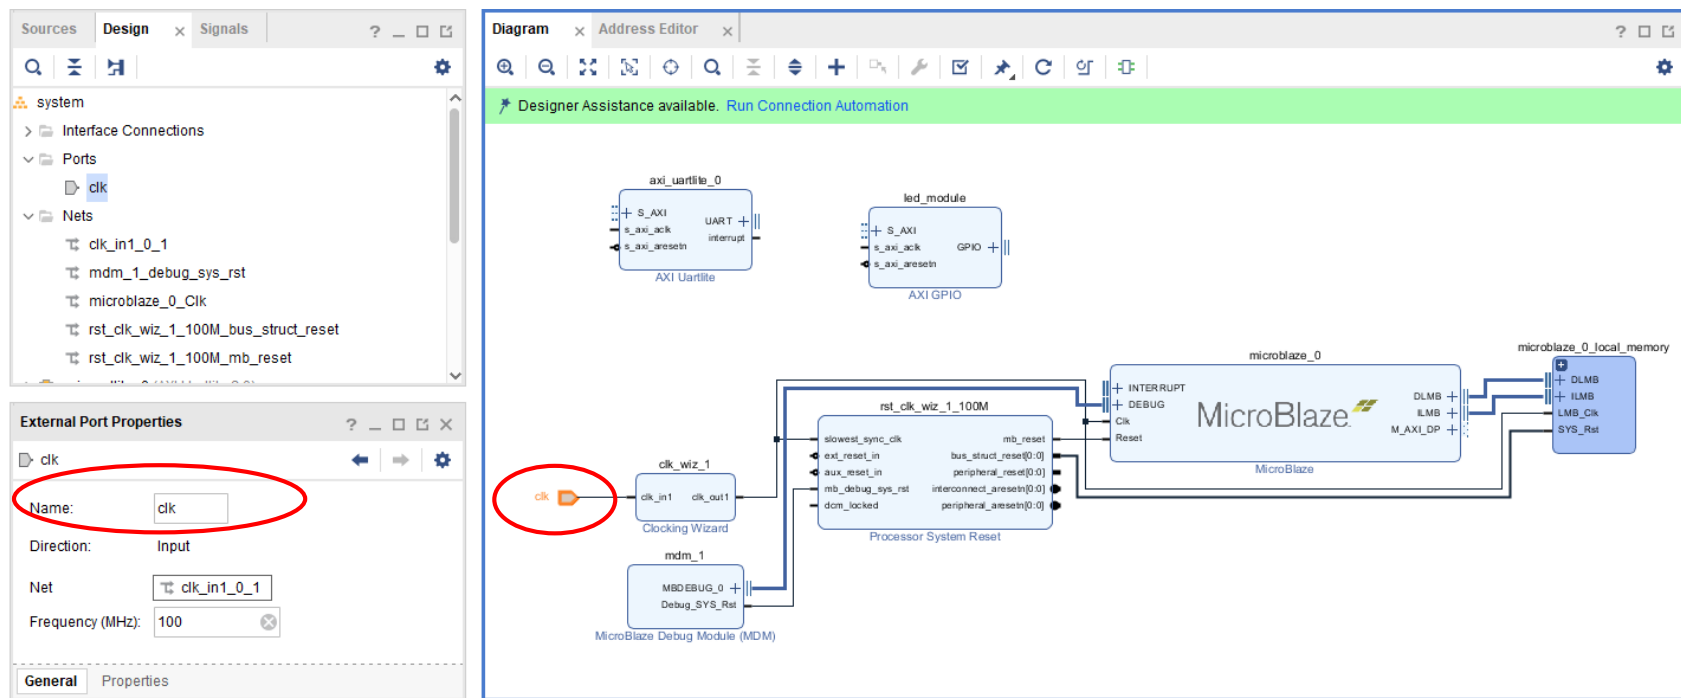 Sources
Design
Signals
system
Interface Connections
Ports
clk
Nets
clk_in1_0_1
mdm_1_debug_sys_rst
microblaze_0_Clk
rst_clk_wiz_1_100M_bus_struct_reset
rst_clk_wiz_1_100M_mb_reset
External Port Properties
clk
Name: clk
Direction: Input
Net clk_in1_0_1
Frequency (MHz): 100
General Properties
Diagram
Address Editor
Designer Assistance available. Run Connection Automation
axi_uartlite_0
S_AXI
s_axi_aclk
s_axi_aresetn
UART
interrupt
AXI Uartlite
led_module
S_AXI
s_axi_aclk
s_axi_aresetn
GPIO
AXI GPIO
clk
clk_wiz_1
clk_in1 clk_out1
Clocking Wizard
mdm_1
MBDEBUG_0
Debug_SYS_Rst
MicroBlaze Debug Module (MDM)
rst_clk_wiz_1_100M
slowest_sync_clk
ext_reset_in
aux_reset_in
mb_debug_sys_rst
dcm_locked
mb_reset
bus_struct_reset[0:0]
peripheral_reset[0:0]
interconnect_aresetn[0:0]
peripheral_aresetn[0:0]
Processor System Reset
microblaze_0
INTERRUPT
DEBUG
Clk
Reset
MicroBlaze
DLMB
ILMB
M_AXI_DP
MicroBlaze
microblaze_0_local_memory
DLMB
ILMB
LMB_Clk
SYS_Rst